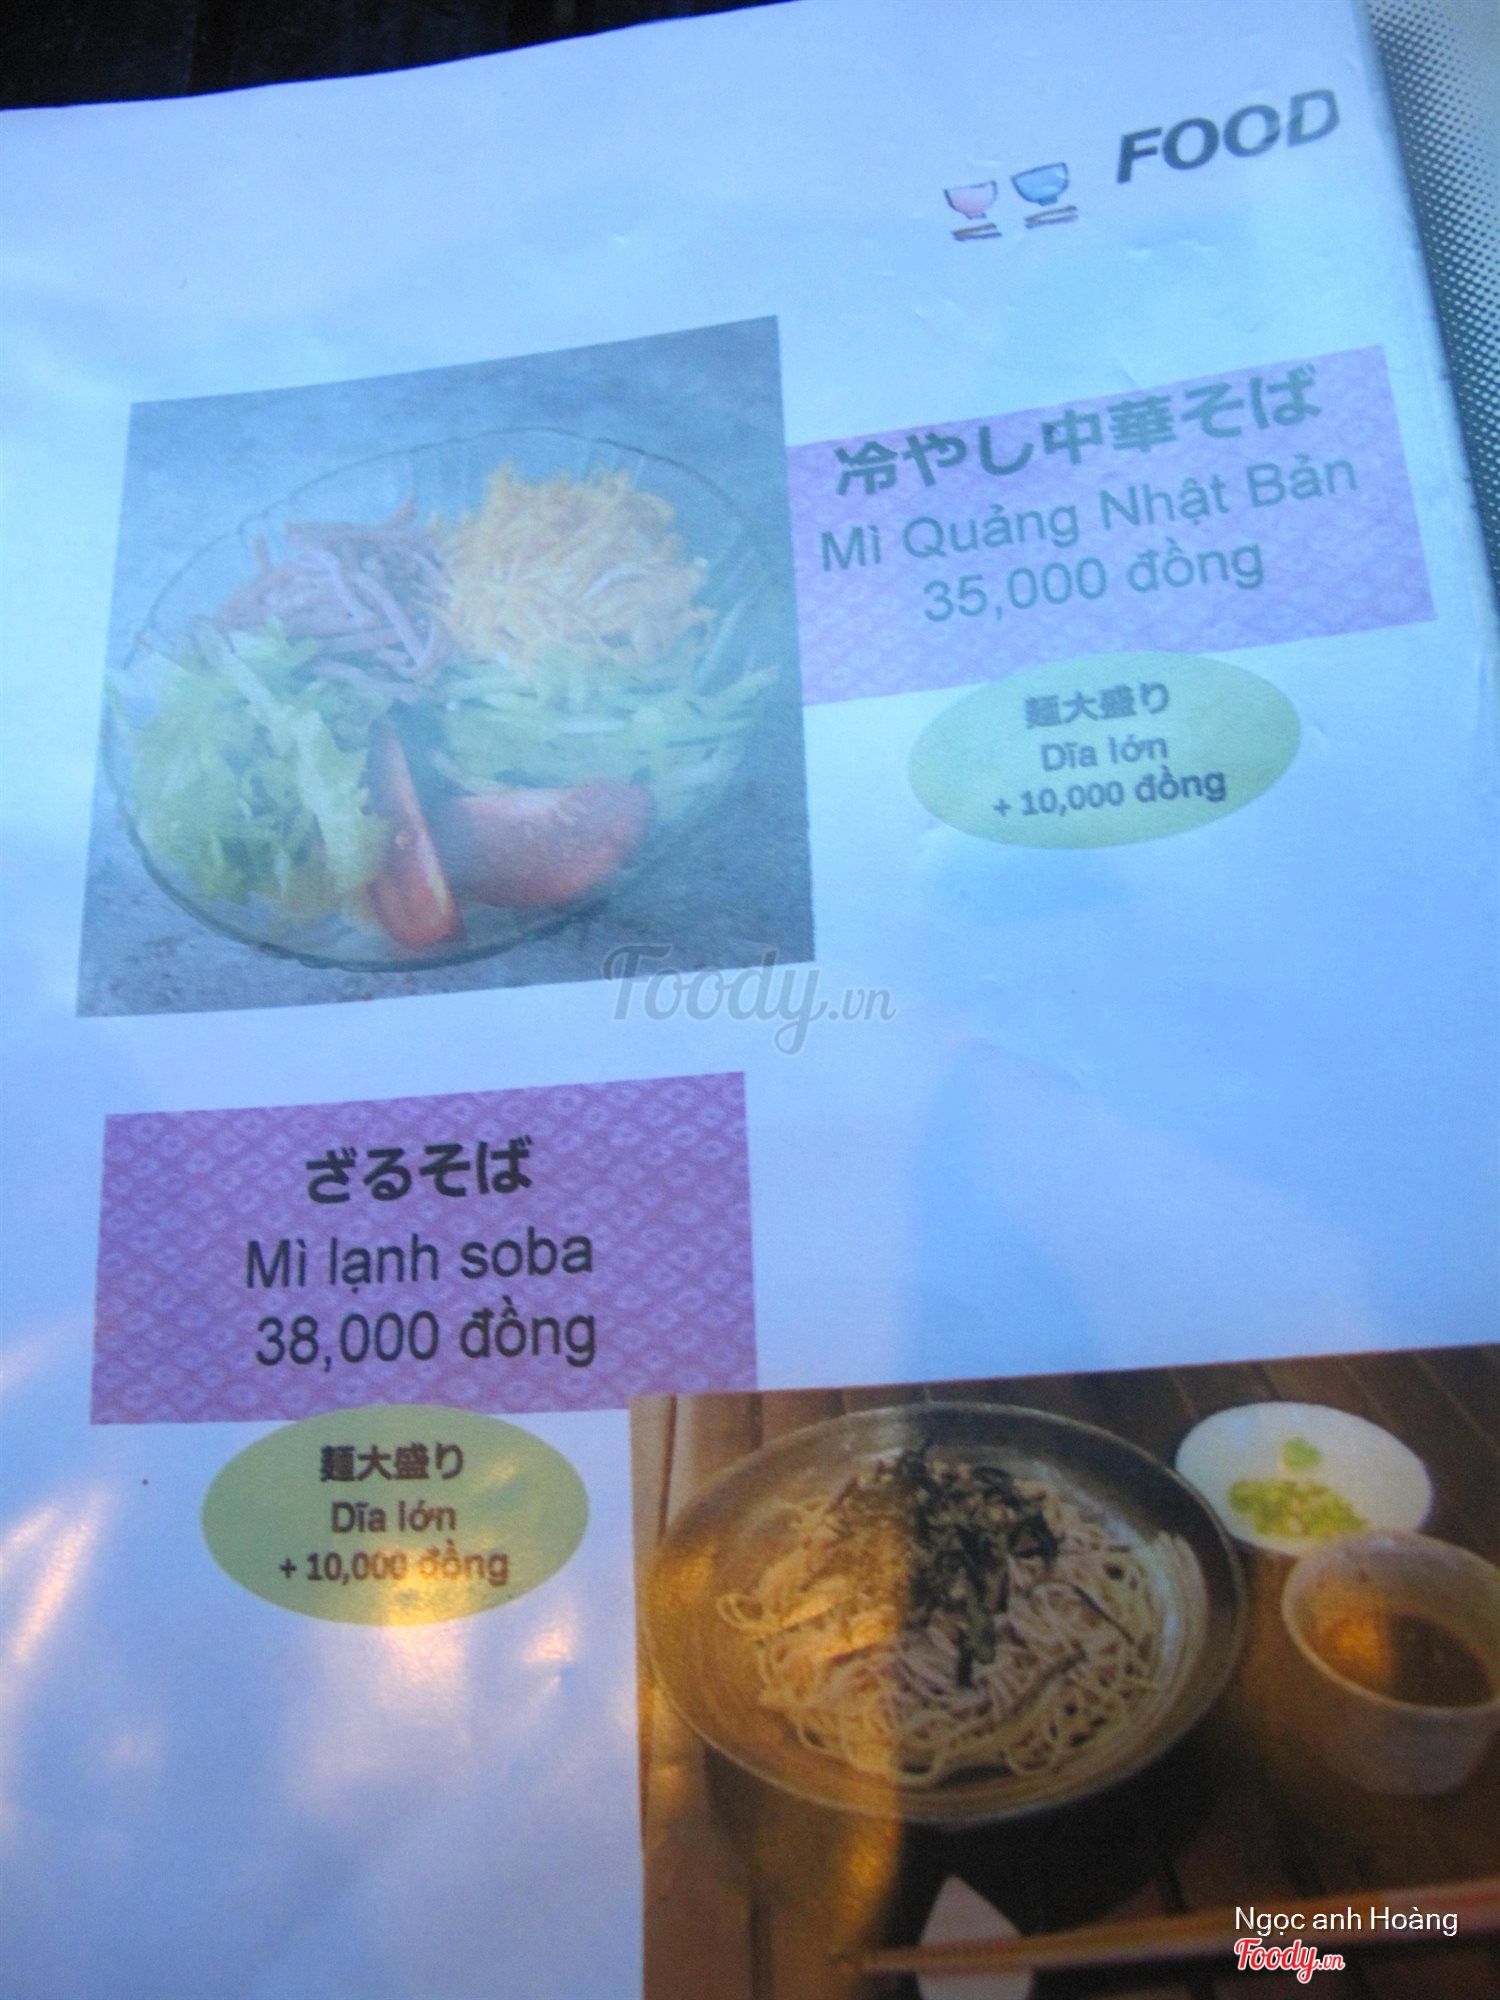 FOOD
冷やし中華そば
Mì Quảng Nhật Bản
35,000 đồng
麺大盛り
Dĩa lớn
+ 10,000 đồng
Foody.vn
ざるそば
Mì lạnh soba
38,000 đồng
麺大盛り
Dĩa lớn
+ 10,000 đồng
Ngọc anh Hoàng
Foody.vn